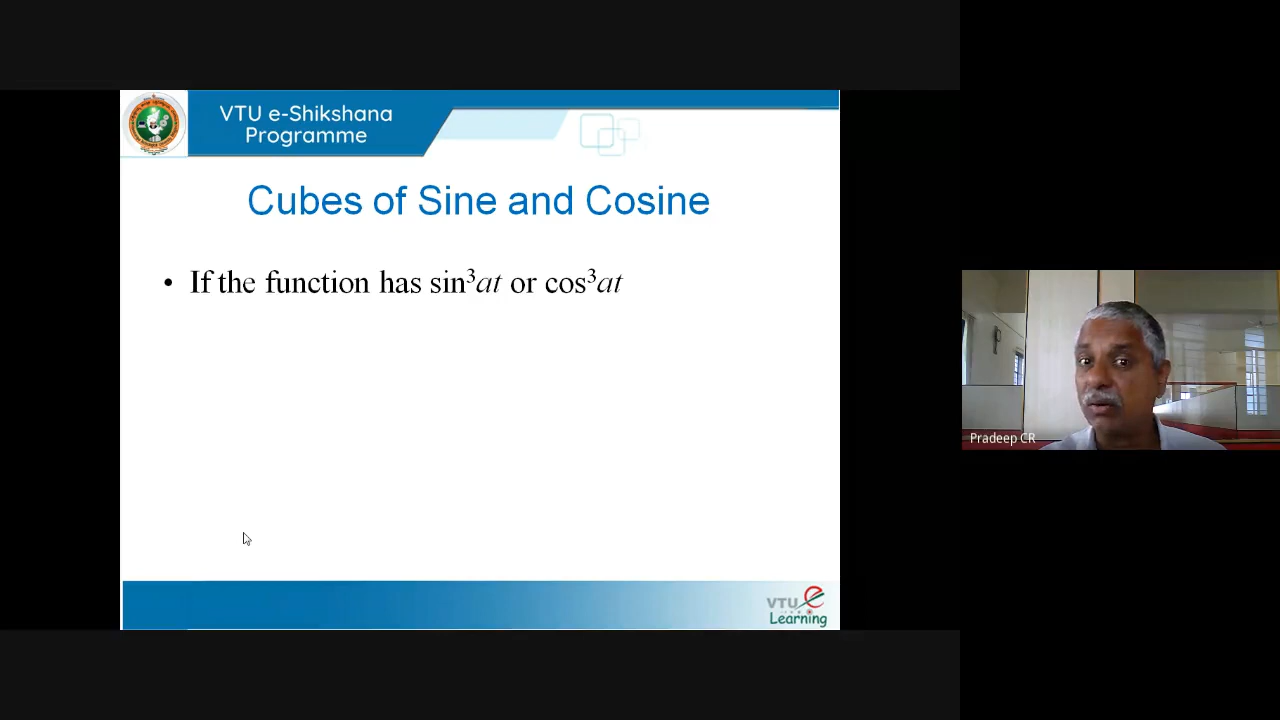 VTU e-Shikshana
Programme
Cubes of Sine and Cosine
• If the function has sin³at or cos³at
Pradeep CR
VTU e
Learning